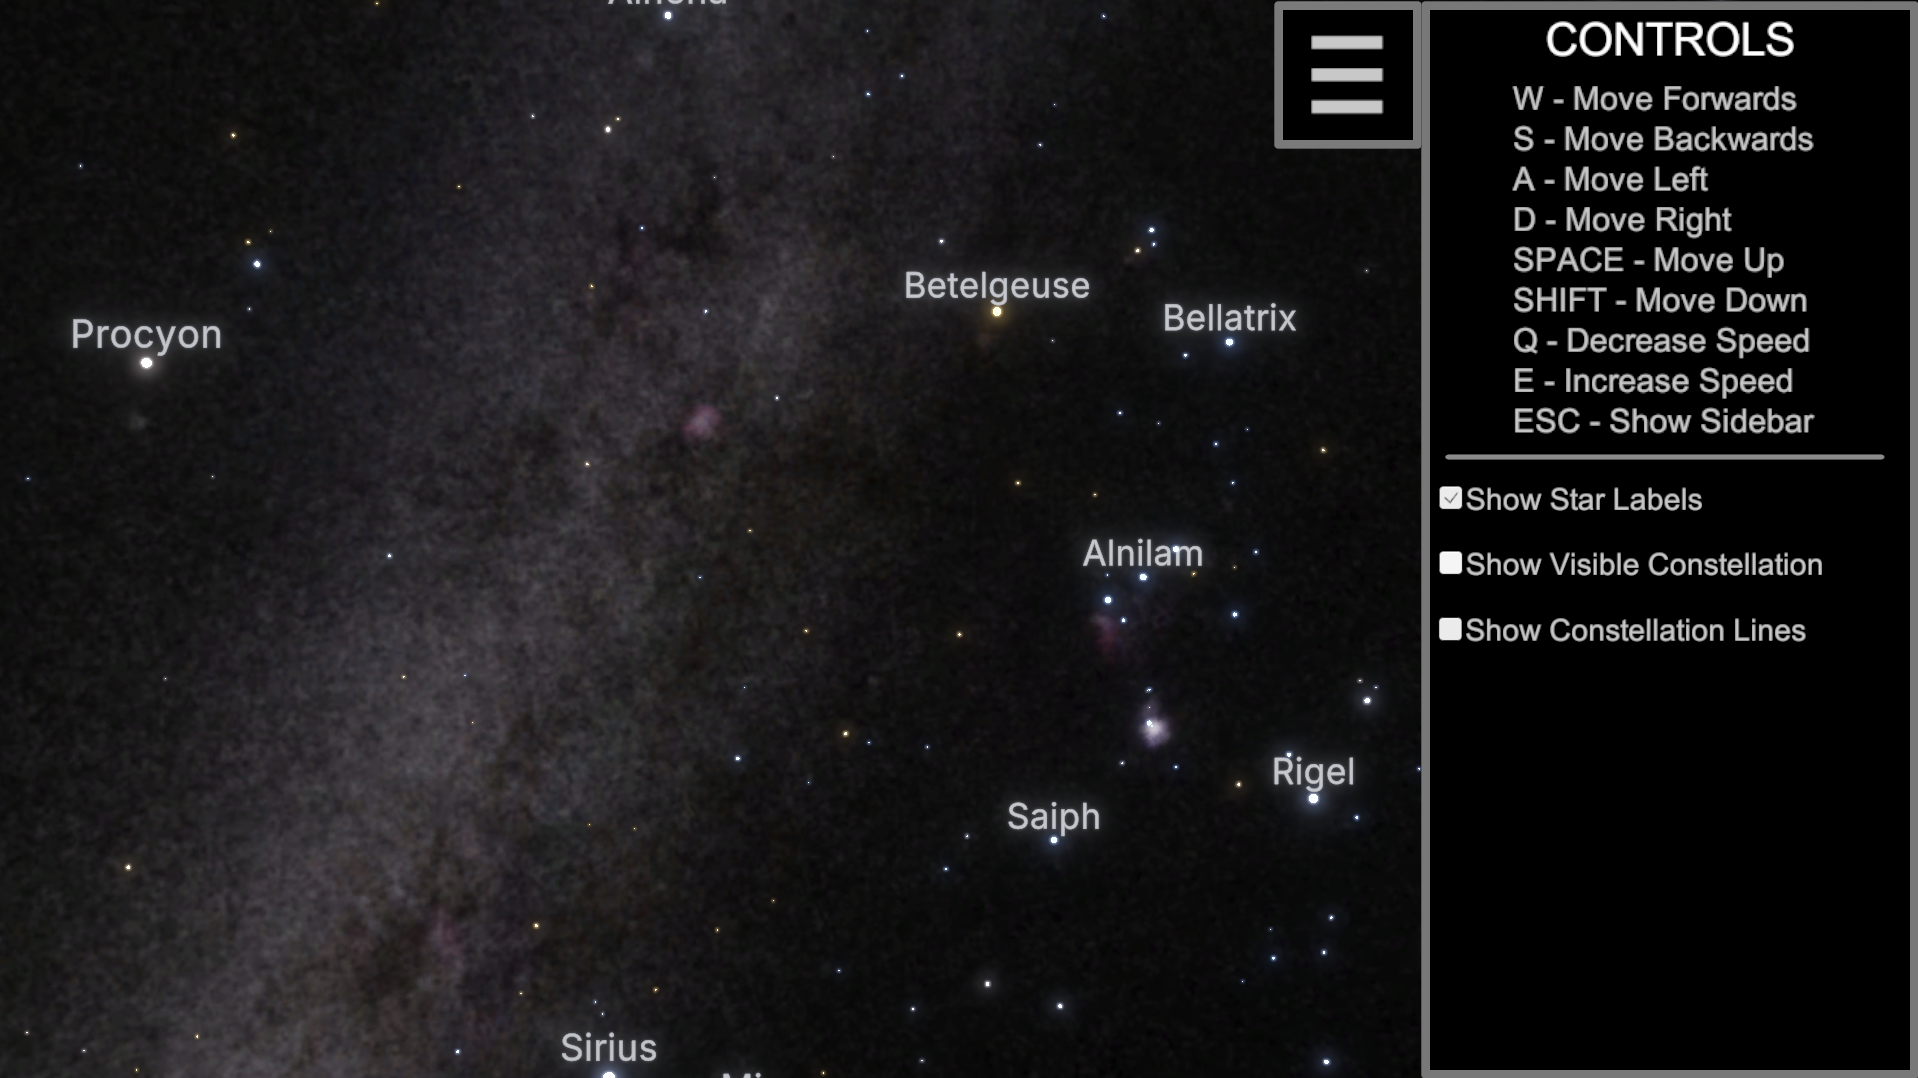 CONTROLS
W - Move Forwards
S - Move Backwards
A - Move Left
D - Move Right
SPACE - Move Up
SHIFT - Move Down
Q - Decrease Speed
E - Increase Speed
ESC - Show Sidebar
Show Star Labels
Show Visible Constellation
Show Constellation Lines
Betelgeuse
Bellatrix
Procyon
Alnilam
Rigel
Saiph
Sirius